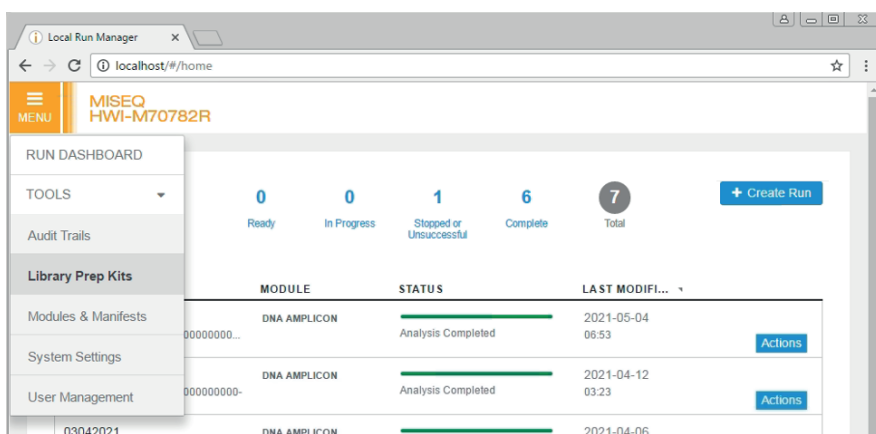 Local Run Manager
localhost/#/home
MENU
MISEQ
HWI-M70782R
RUN DASHBOARD
TOOLS
Audit Trails
Library Prep Kits
Modules & Manifests
System Settings
User Management
0
Ready
0
In Progress
1
Stopped or
Unsuccessful
6
Complete
7
Total
+ Create Run
MODULE STATUS LAST MODIFI...
DNA AMPLICON 2021-05-04
00000000... Analysis Completed 06:53
Actions
DNA AMPLICON 2021-04-12
000000000- Analysis Completed 03:23
Actions
03042021 DNA AMPLICON 2021-04-06